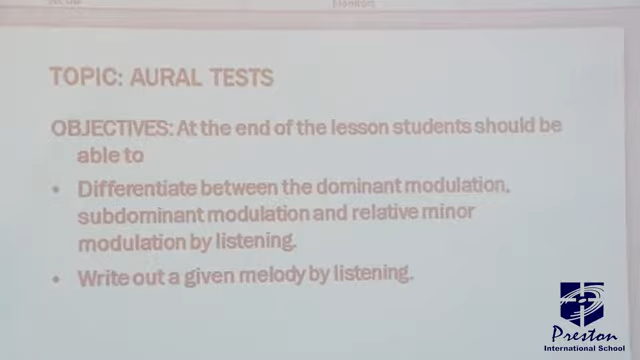 TOPIC: AURAL TESTS
OBJECTIVES: At the end of the lesson students should be
able to
• Differentiate between the dominant modulation,
subdominant modulation and relative minor
modulation by listening.
• Write out a given melody by listening.
Preston
International School